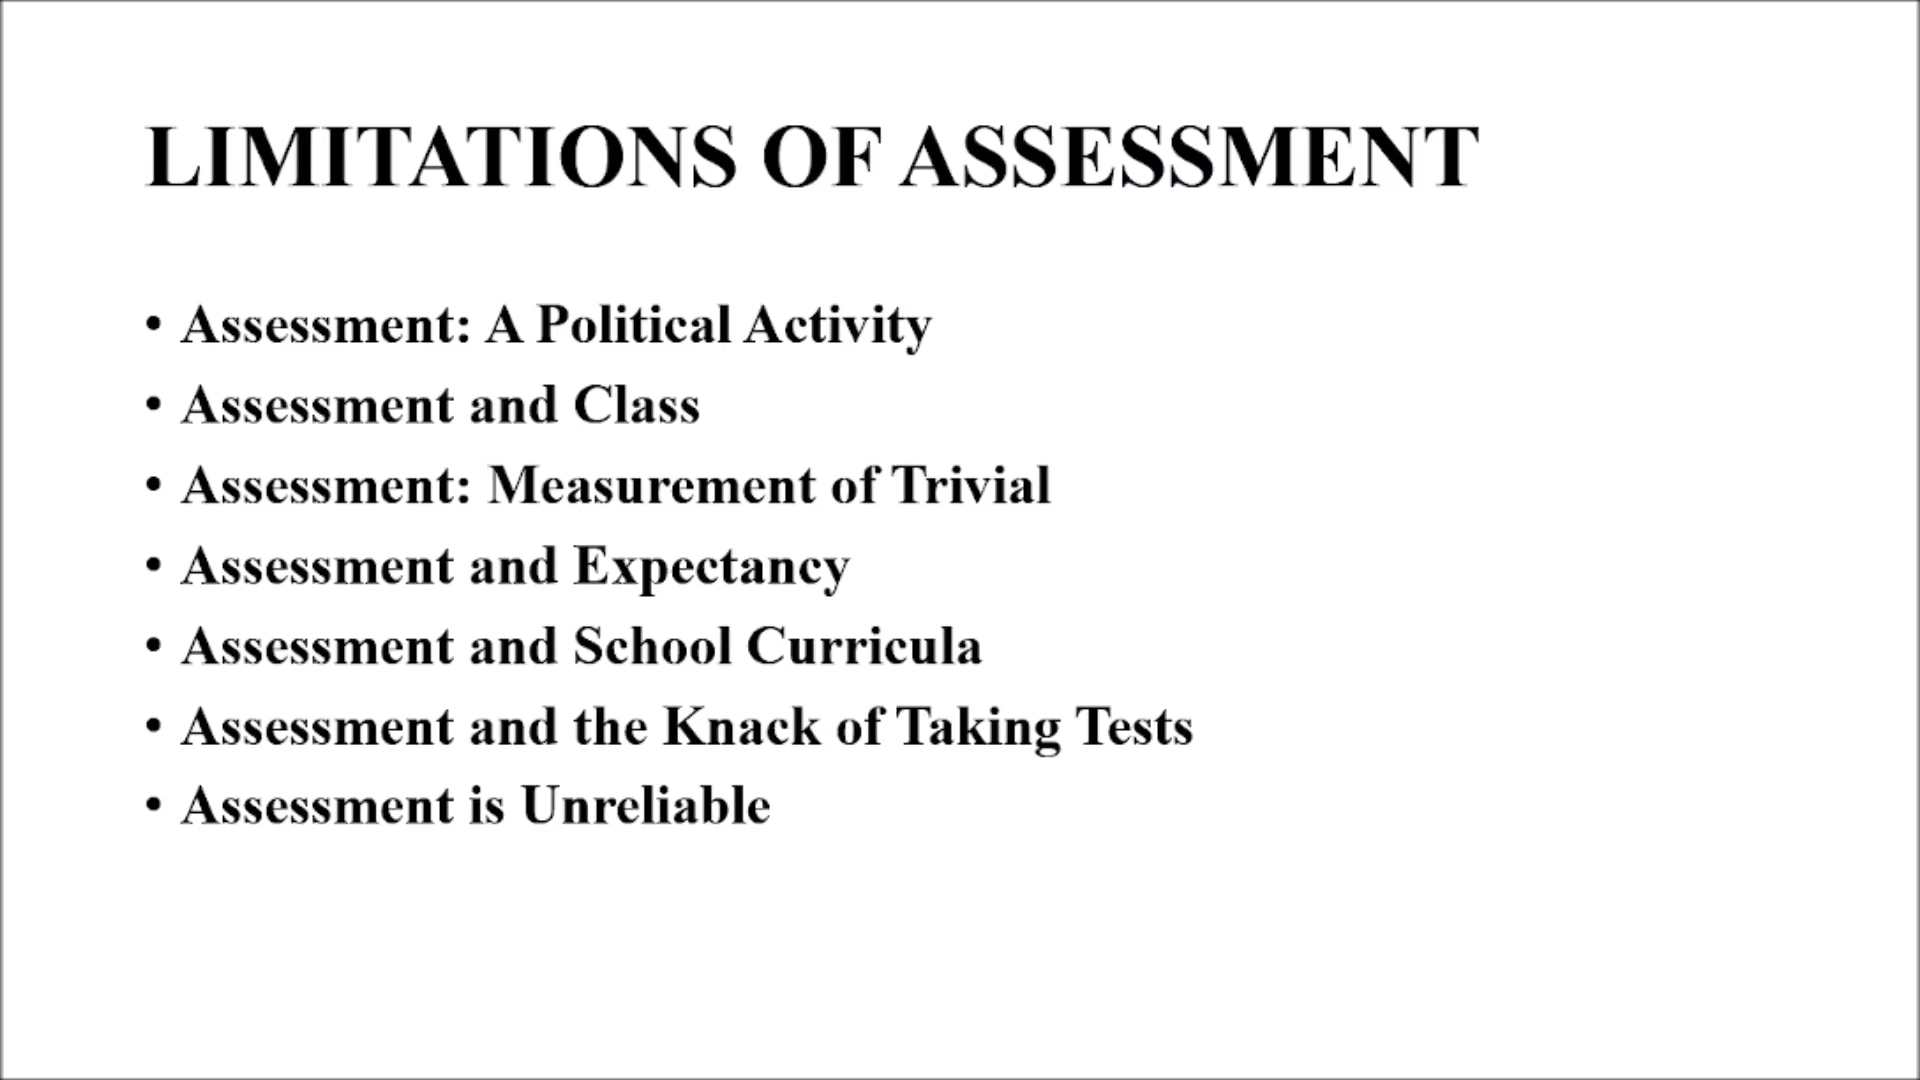 LIMITATIONS OF ASSESSMENT
• Assessment: A Political Activity
• Assessment and Class
• Assessment: Measurement of Trivial
• Assessment and Expectancy
• Assessment and School Curricula
• Assessment and the Knack of Taking Tests
• Assessment is Unreliable